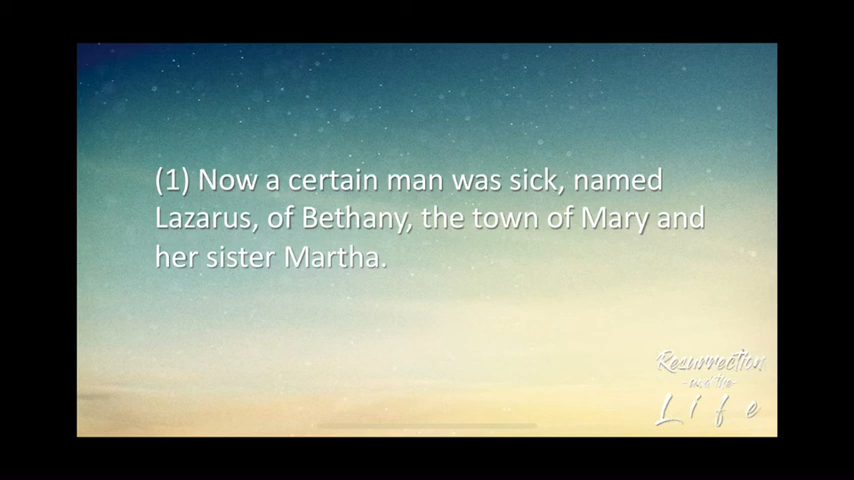 (1) Now a certain man was sick, named
Lazarus, of Bethany, the town of Mary and
her sister Martha.
Resurrection
-and the-
Life